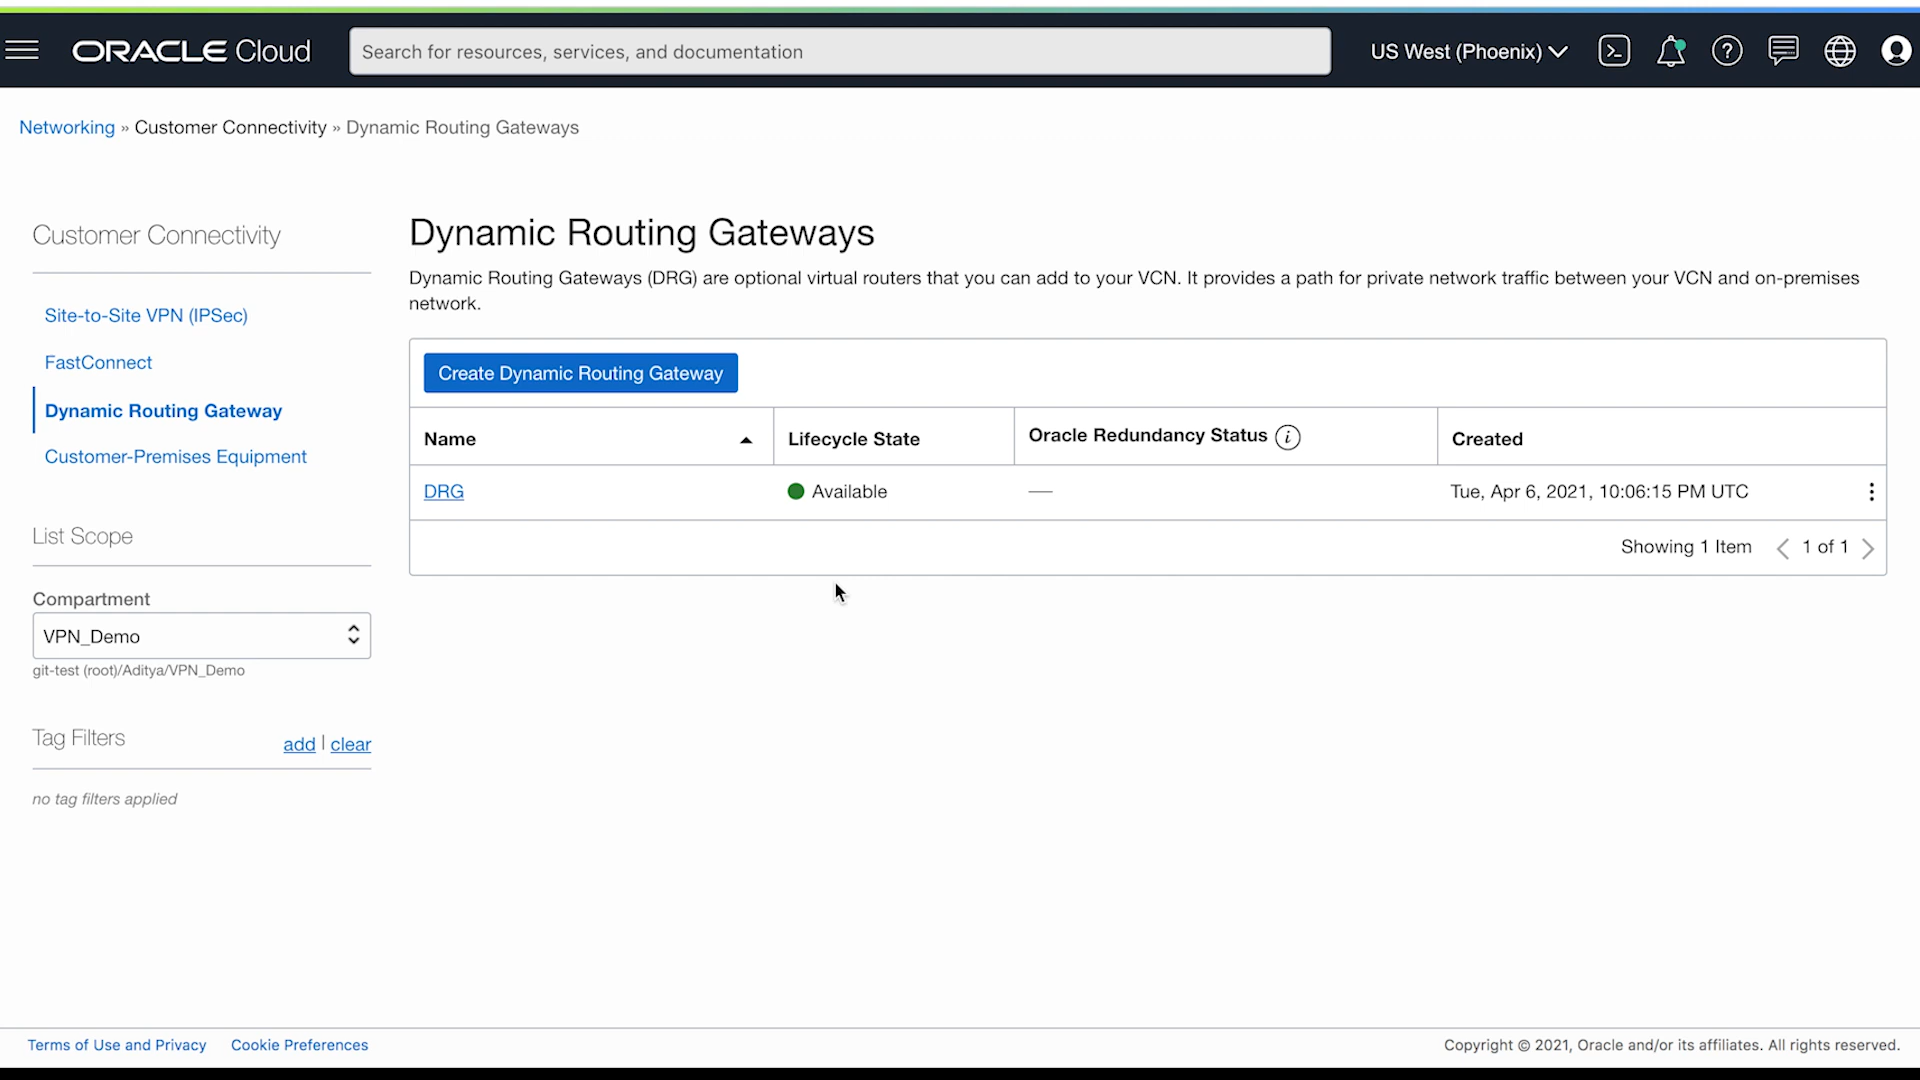 ORACLE Cloud
Search for resources, services, and documentation
US West (Phoenix)
Networking » Customer Connectivity » Dynamic Routing Gateways
Customer Connectivity
Site-to-Site VPN (IPSec)
FastConnect
Dynamic Routing Gateway
Customer-Premises Equipment
List Scope
Compartment
VPN_Demo
git-test (root)/Aditya/VPN_Demo
Tag Filters
add | clear
no tag filters applied
Dynamic Routing Gateways
Dynamic Routing Gateways (DRG) are optional virtual routers that you can add to your VCN. It provides a path for private network traffic between your VCN and on-premises
network.
Create Dynamic Routing Gateway
Name Lifecycle State Oracle Redundancy Status i Created
DRG Available — Tue, Apr 6, 2021, 10:06:15 PM UTC
Showing 1 Item < 1 of 1 >
Terms of Use and Privacy Cookie Preferences
Copyright © 2021, Oracle and/or its affiliates. All rights reserved.